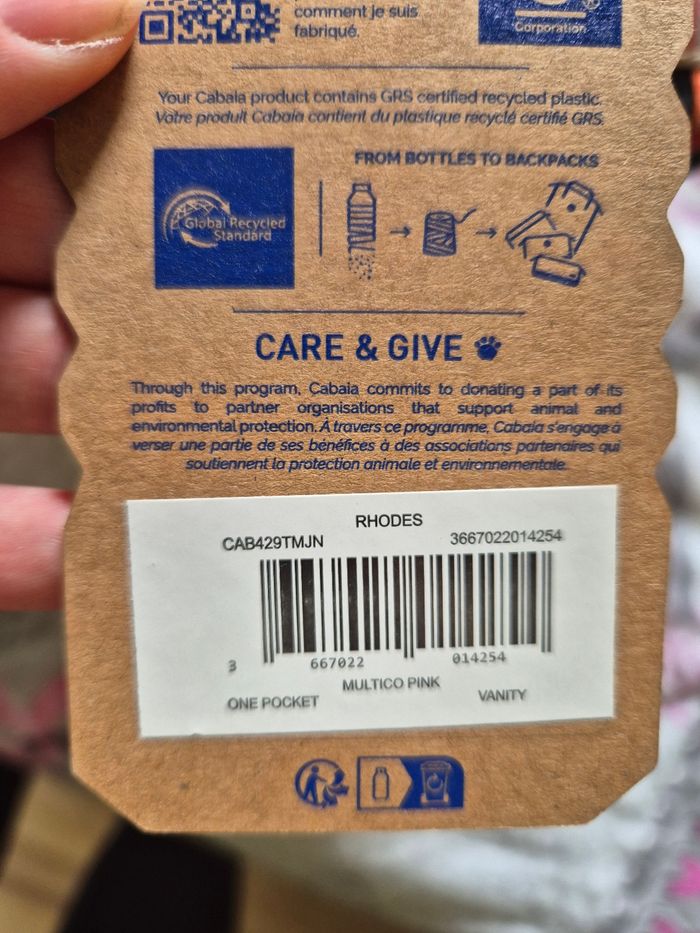 comment je suis
fabriqué.
Corporation
Your Cabaia product contains GRS certified recycled plastic.
Votre produit Cabaia contient du plastique recyclé certifié GRS.
FROM BOTTLES TO BACKPACKS
Global Recycled
Standard
CARE & GIVE
Through this program, Cabaia commits to donating a part of its
profits to partner organisations that support animal and
environmental protection. À travers ce programme, Cabaia s'engage à
verser une partie de ses bénéfices à des associations partenaires qui
soutiennent la protection animale et environnementale.
RHODES
CAB429TMJN 3667022014254
3 667022 014254
MULTICO PINK
ONE POCKET VANITY